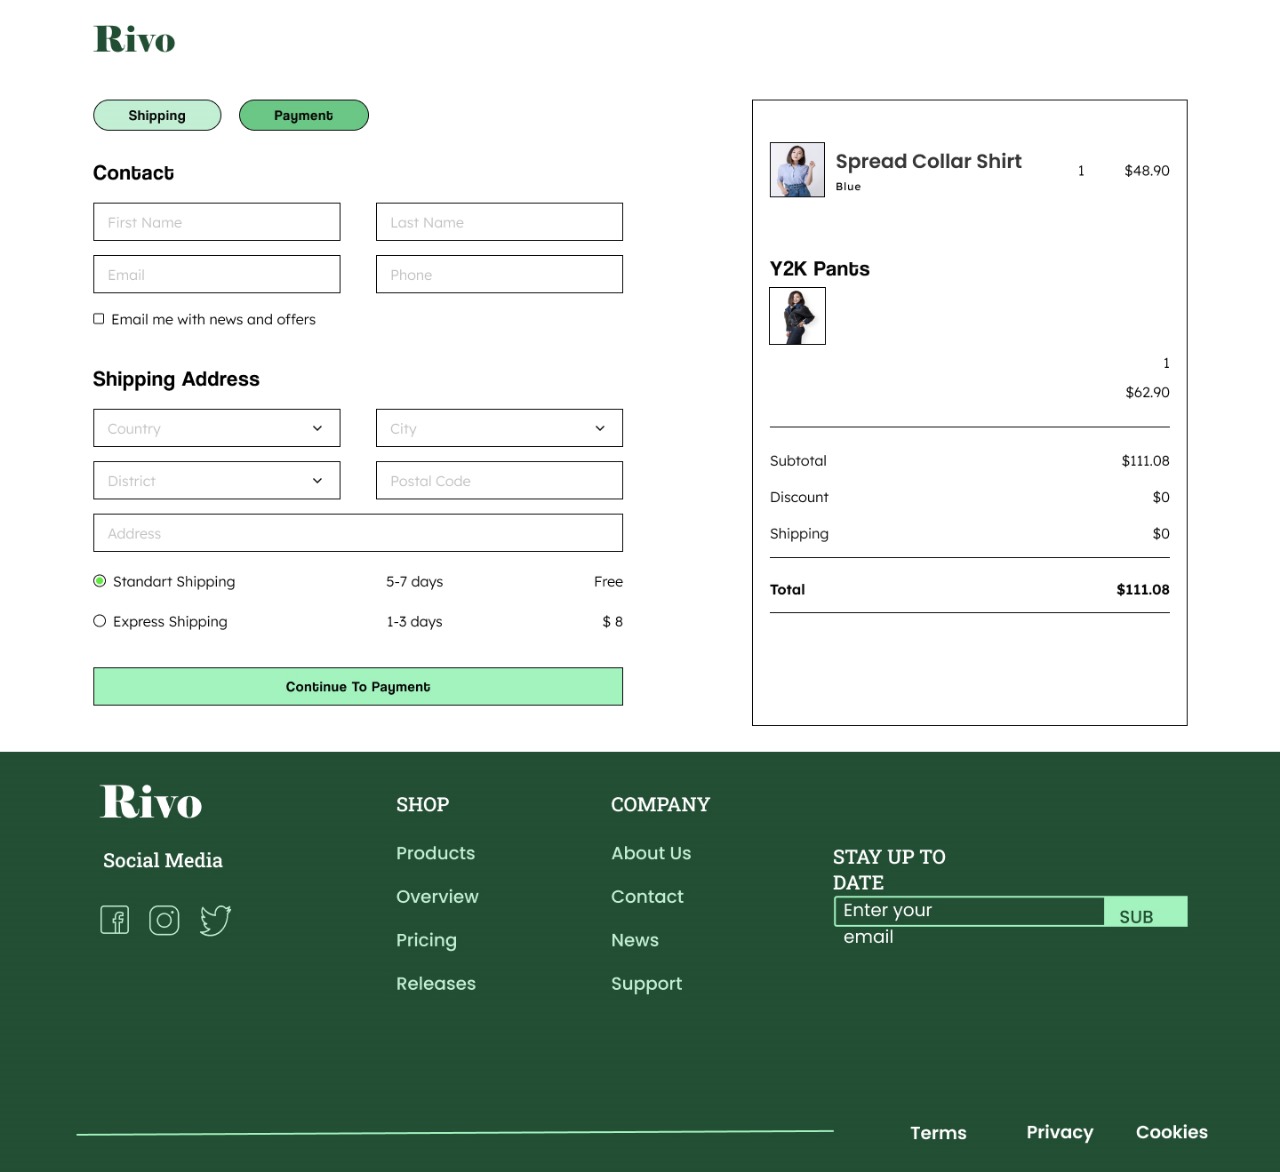 Rivo
Shipping
Payment
Contact
First Name
Last Name
Email
Phone
Email me with news and offers
Shipping Address
Country
City
District
Postal Code
Address
Standart Shipping 5-7 days Free
Express Shipping 1-3 days $ 8
Continue To Payment
Spread Collar Shirt 1 $48.90
Blue
Y2K Pants
1
$62.90
Subtotal $111.08
Discount $0
Shipping $0
Total $111.08
Rivo
Social Media
SHOP
Products
Overview
Pricing
Releases
COMPANY
About Us
Contact
News
Support
STAY UP TO
DATE
Enter your
email
SUB
Terms Privacy Cookies